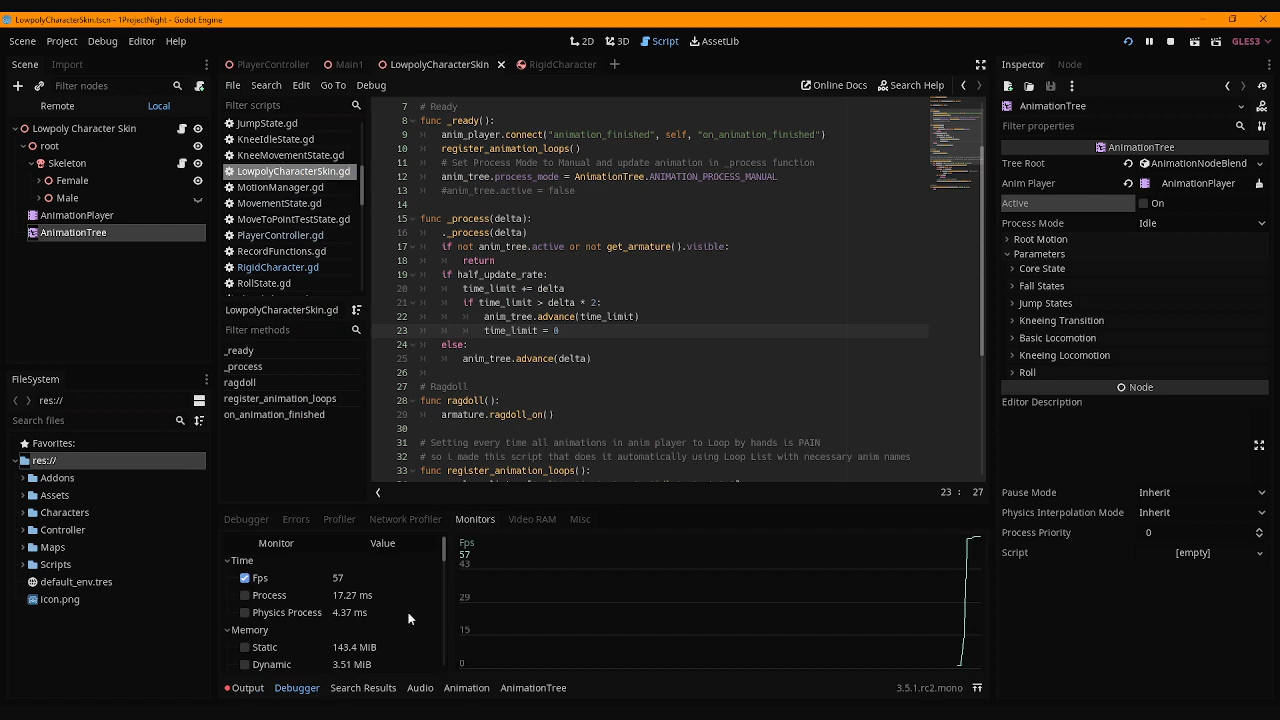 LowpolyCharacterSkin.tscn - 1ProjectNight - Godot Engine
Scene Project Debug Editor Help
2D 3D Script AssetLib
GLES3
Scene Import
Filter nodes
Remote Local
Lowpoly Character Skin
root
Skeleton
Female
Male
AnimationPlayer
AnimationTree
FileSystem
res://
Search files
Favorites:
res://
Addons
Assets
Characters
Controller
Maps
Scripts
default_env.tres
icon.png
PlayerController Main1 LowpolyCharacterSkin RigidCharacter
File Search Edit Go To Debug
Online Docs Search Help
Filter scripts
JumpState.gd
KneeIdleState.gd
KneeMovementState.gd
LowpolyCharacterSkin.gd
MotionManager.gd
MovementState.gd
MoveToPointTestState.gd
PlayerController.gd
RecordFunctions.gd
RigidCharacter.gd
RollState.gd
LowpolyCharacterSkin.gd
Filter methods
_ready
_process
ragdoll
register_animation_loops
on_animation_finished
7 # Ready
8 func _ready():
9 anim_player.connect("animation_finished", self, "on_animation_finished")
10 register_animation_loops()
11 # Set Process Mode to Manual and update animation in _process function
12 anim_tree.process_mode = AnimationTree.ANIMATION_PROCESS_MANUAL
13 #anim_tree.active = false
14
15 func _process(delta):
16 ._process(delta)
17 if not anim_tree.active or not get_armature().visible:
18 return
19 if half_update_rate:
20 time_limit += delta
21 if time_limit > delta * 2:
22 anim_tree.advance(time_limit)
23 time_limit = 0
24 else:
25 anim_tree.advance(delta)
26
27 # Ragdoll
28 func ragdoll():
29 armature.ragdoll_on()
30
31 # Setting every time all animations in anim player to Loop by hands is PAIN
32 # so i made this script that does it automatically using Loop List with necessary anim names
33 func register_animation_loops():
23 : 27
Debugger Errors Profiler Network Profiler Monitors Video RAM Misc
Monitor Value
Time
Fps 57
Process 17.27 ms
Physics Process 4.37 ms
Memory
Static 143.4 MiB
Dynamic 3.51 MiB
Fps
57
43
29
15
0
Output Debugger Search Results Audio Animation AnimationTree
3.5.1.rc2.mono
Inspector Node
AnimationTree
Filter properties
AnimationTree
Tree Root AnimationNodeBlend
Anim Player AnimationPlayer
Active On
Process Mode Idle
Root Motion
Parameters
Core State
Fall States
Jump States
Kneeing Transition
Basic Locomotion
Kneeing Locomotion
Roll
Node
Editor Description
Pause Mode Inherit
Physics Interpolation Mode Inherit
Process Priority 0
Script [empty]